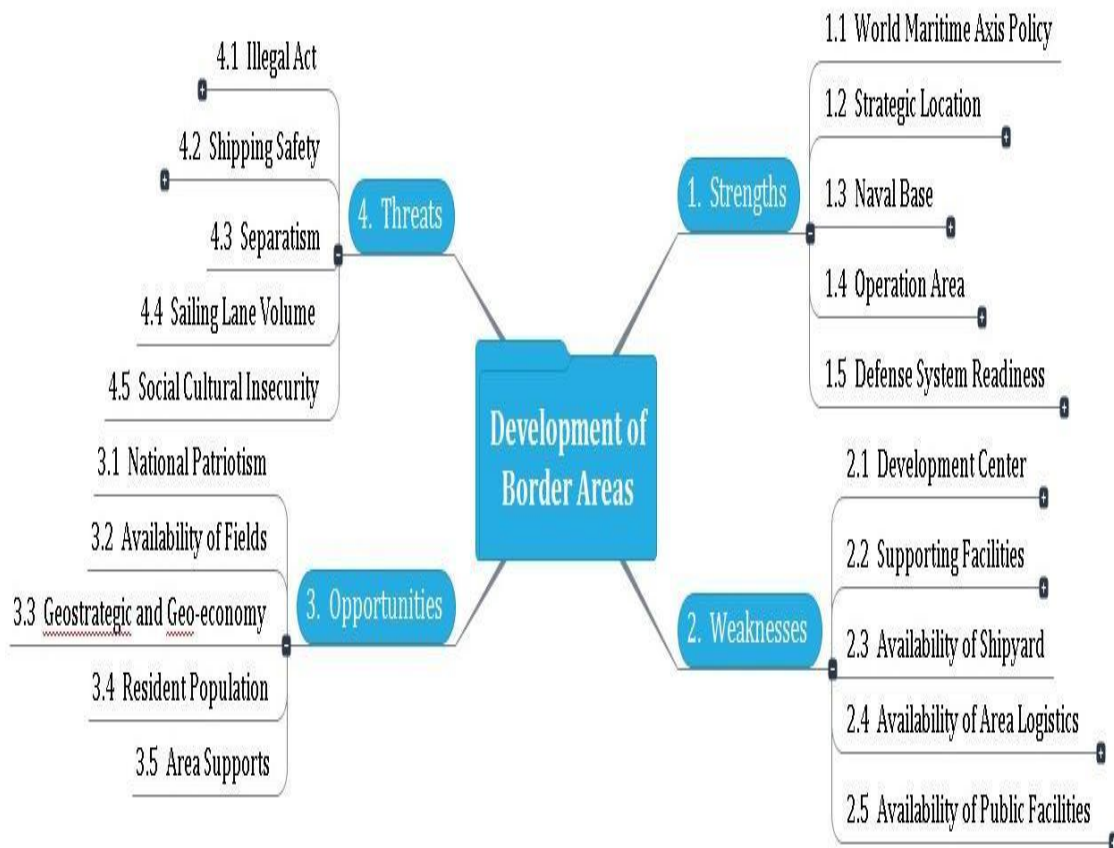 Development of
Border Areas
1. Strengths
1.1 World Maritime Axis Policy
1.2 Strategic Location
1.3 Naval Base
1.4 Operation Area
1.5 Defense System Readiness
2. Weaknesses
2.1 Development Center
2.2 Supporting Facilities
2.3 Availability of Shipyard
2.4 Availability of Area Logistics
2.5 Availability of Public Facilities
3. Opportunities
3.1 National Patriotism
3.2 Availability of Fields
3.3 Geostrategic and Geo-economy
3.4 Resident Population
3.5 Area Supports
4. Threats
4.1 Illegal Act
4.2 Shipping Safety
4.3 Separatism
4.4 Sailing Lane Volume
4.5 Social Cultural Insecurity